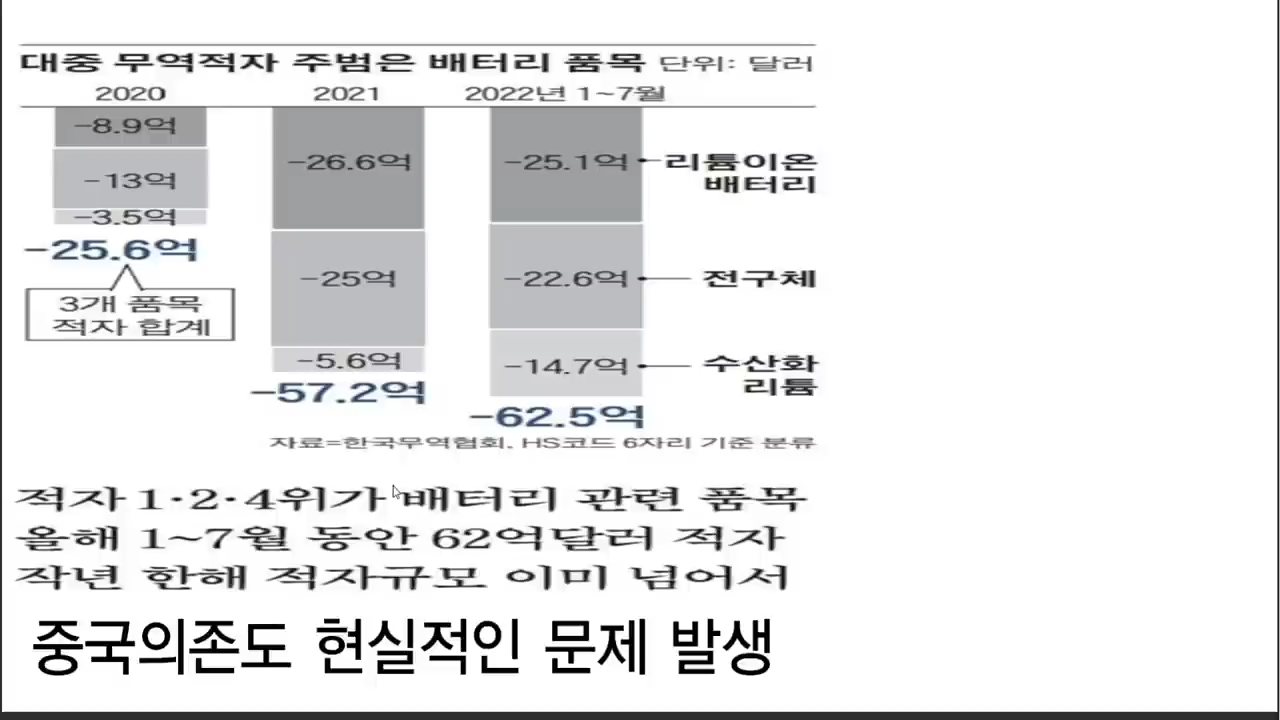 대중 무역적자 주범은 배터리 품목 단위: 달러
2020 2021 2022년 1~7월
-8.9억
-13억
-3.5억
-25.6억
3개 품목
적자 합계
-26.6억
-25억
-5.6억
-57.2억
-25.1억 리튬이온
배터리
-22.6억 전구체
-14.7억 수산화
리튬
-62.5억
자료=한국무역협회. HS코드 6자리 기준 분류
적자 1·2·4위가 배터리 관련 품목
올해 1~7월 동안 62억달러 적자
작년 한해 적자규모 이미 넘어서
중국의존도 현실적인 문제 발생